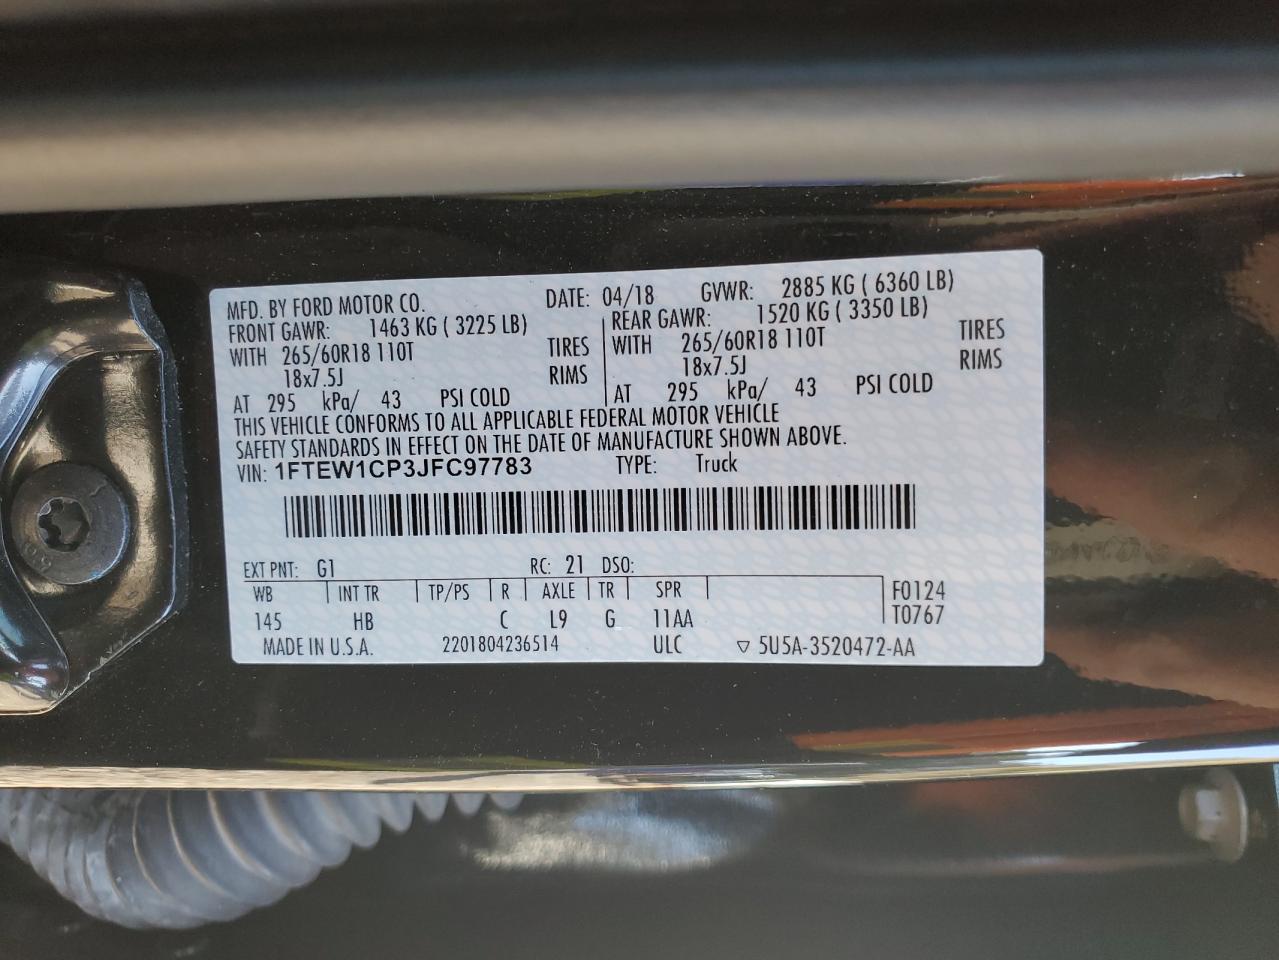 MFD. BY FORD MOTOR CO. DATE: 04/18 GVWR: 2885 KG ( 6360 LB)
FRONT GAWR: 1463 KG ( 3225 LB) REAR GAWR: 1520 KG ( 3350 LB)
WITH 265/60R18 110T TIRES WITH 265/60R18 110T TIRES
18x7.5J RIMS 18x7.5J RIMS
AT 295 kPa/ 43 PSI COLD AT 295 kPa/ 43 PSI COLD
THIS VEHICLE CONFORMS TO ALL APPLICABLE FEDERAL MOTOR VEHICLE
SAFETY STANDARDS IN EFFECT ON THE DATE OF MANUFACTURE SHOWN ABOVE.
VIN: 1FTEW1CP3JFC97783 TYPE: Truck
EXT PNT: G1 RC: 21 DSO:
WB INT TR TP/PS R AXLE TR SPR F0124
145 HB C L9 G 11AA T0767
MADE IN U.S.A. 2201804236514 ULC ▽ 5U5A-3520472-AA